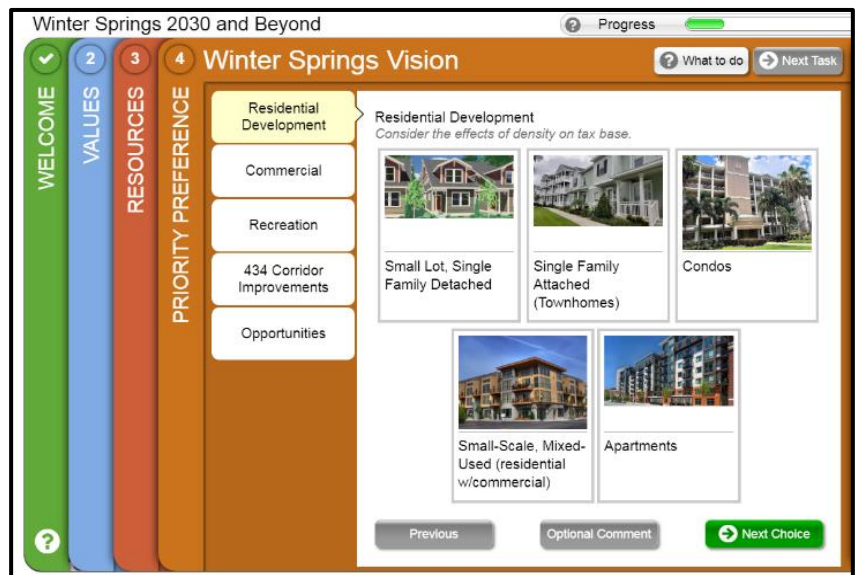 Winter Springs 2030 and Beyond
? Progress
WELCOME
?
2
VALUES
3
RESOURCES
4
PRIORITY PREFERENCE
Winter Springs Vision
? What to do
Next Task
Residential
Development
Commercial
Recreation
434 Corridor
Improvements
Opportunities
Residential Development
Consider the effects of density on tax base.
Small Lot, Single
Family Detached
Single Family
Attached
(Townhomes)
Condos
Small-Scale, Mixed-
Used (residential
w/commercial)
Apartments
Previous
Optional Comment
Next Choice